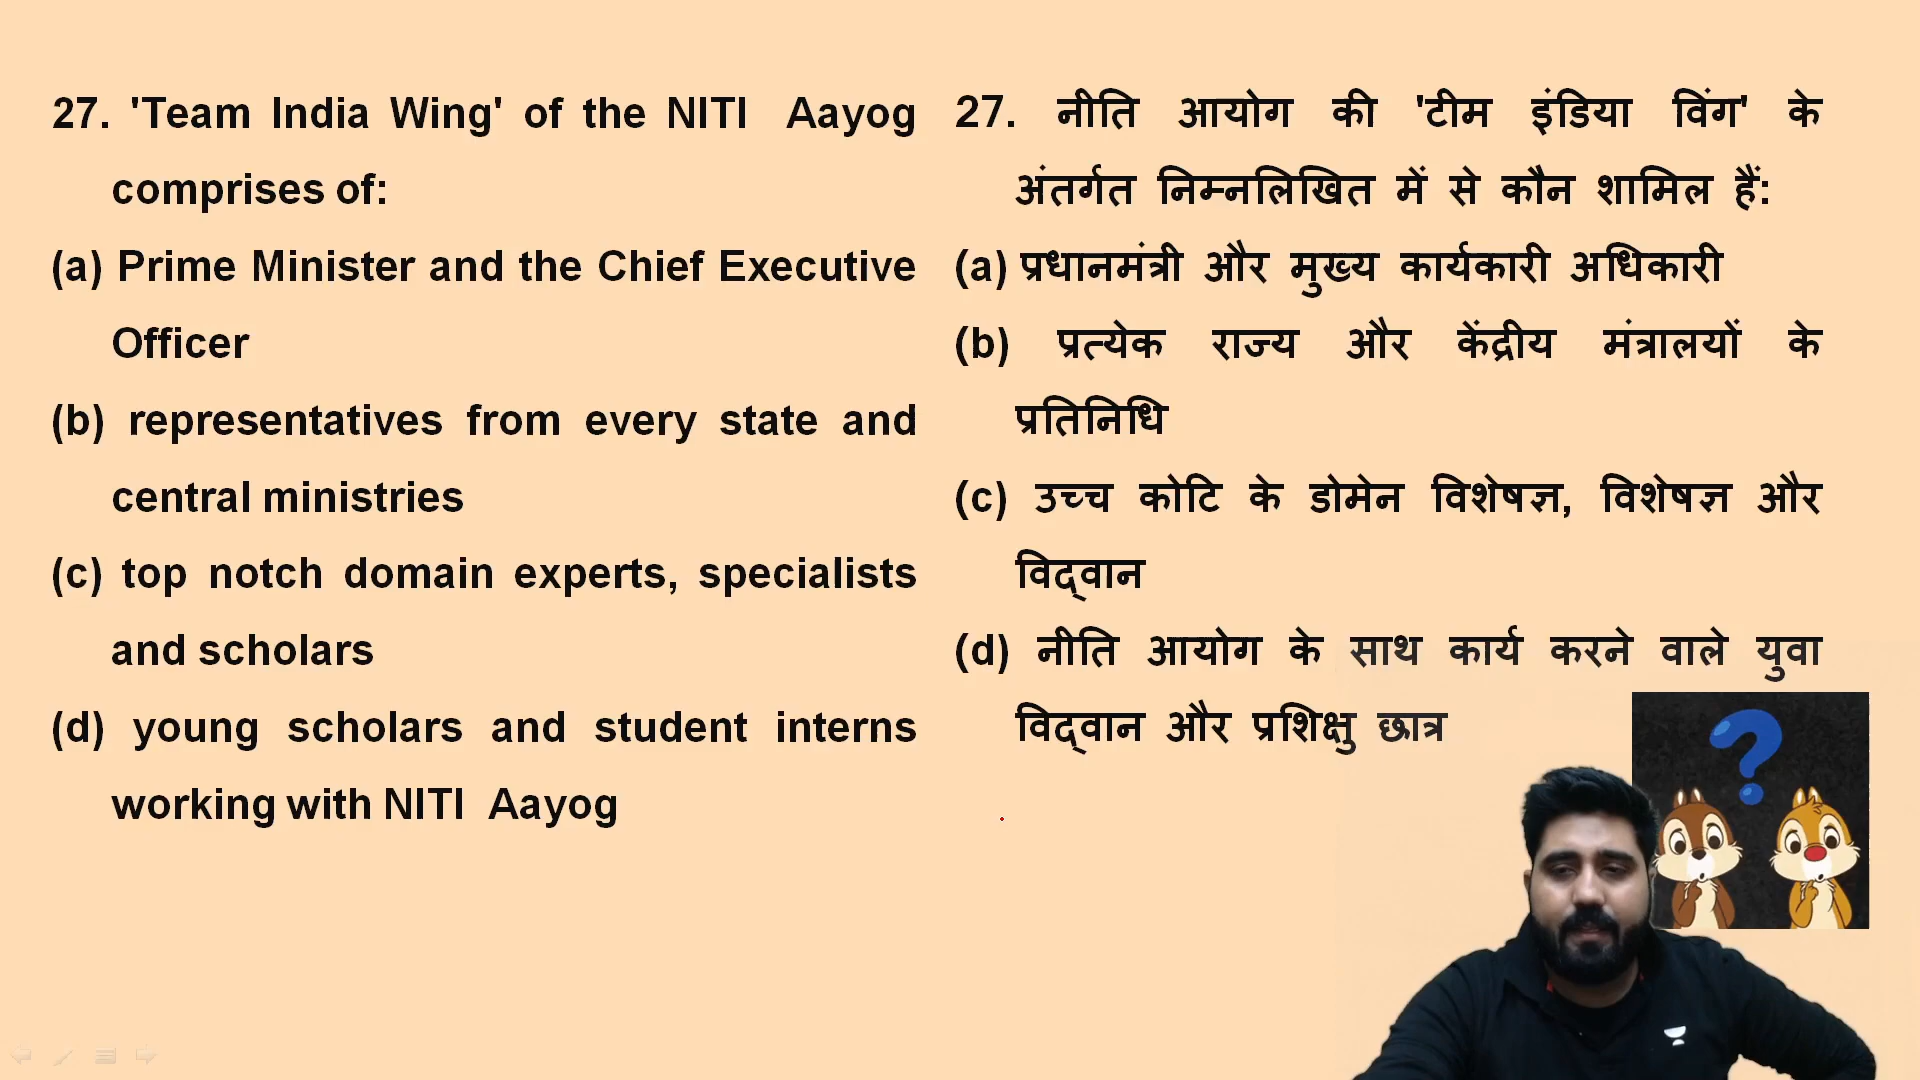 27. 'Team India Wing' of the NITI Aayog
comprises of:
(a) Prime Minister and the Chief Executive
Officer
(b) representatives from every state and
central ministries
(c) top notch domain experts, specialists
and scholars
(d) young scholars and student interns
working with NITI Aayog
27. नीति आयोग की 'टीम इंडिया विंग' के
अंतर्गत निम्नलिखित में से कौन शामिल हैं:
(a) प्रधानमंत्री और मुख्य कार्यकारी अधिकारी
(b) प्रत्येक राज्य और केंद्रीय मंत्रालयों के
प्रतिनिधि
(c) उच्च कोटि के डोमेन विशेषज्ञ, विशेषज्ञ और
विद्वान
(d) नीति आयोग के साथ कार्य करने वाले युवा
विद्वान और प्रशिक्षु छात्र